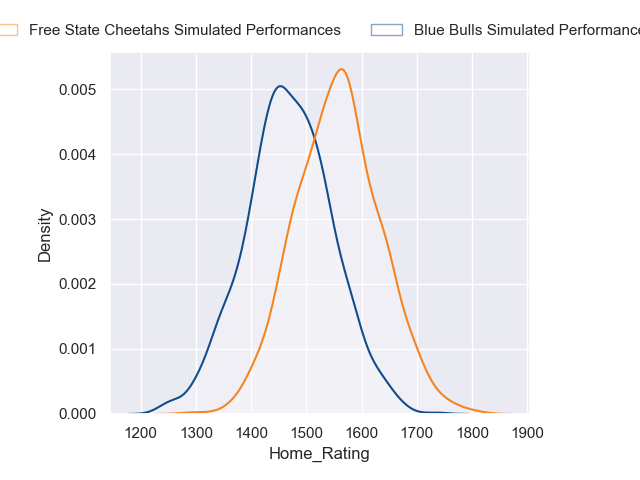 Free State Cheetahs Simulated Performances
Blue Bulls Simulated Performance
0.005
0.004
0.003
0.002
0.001
0.000
Density
1200 1300 1400 1500 1600 1700 1800 1900
Home_Rating